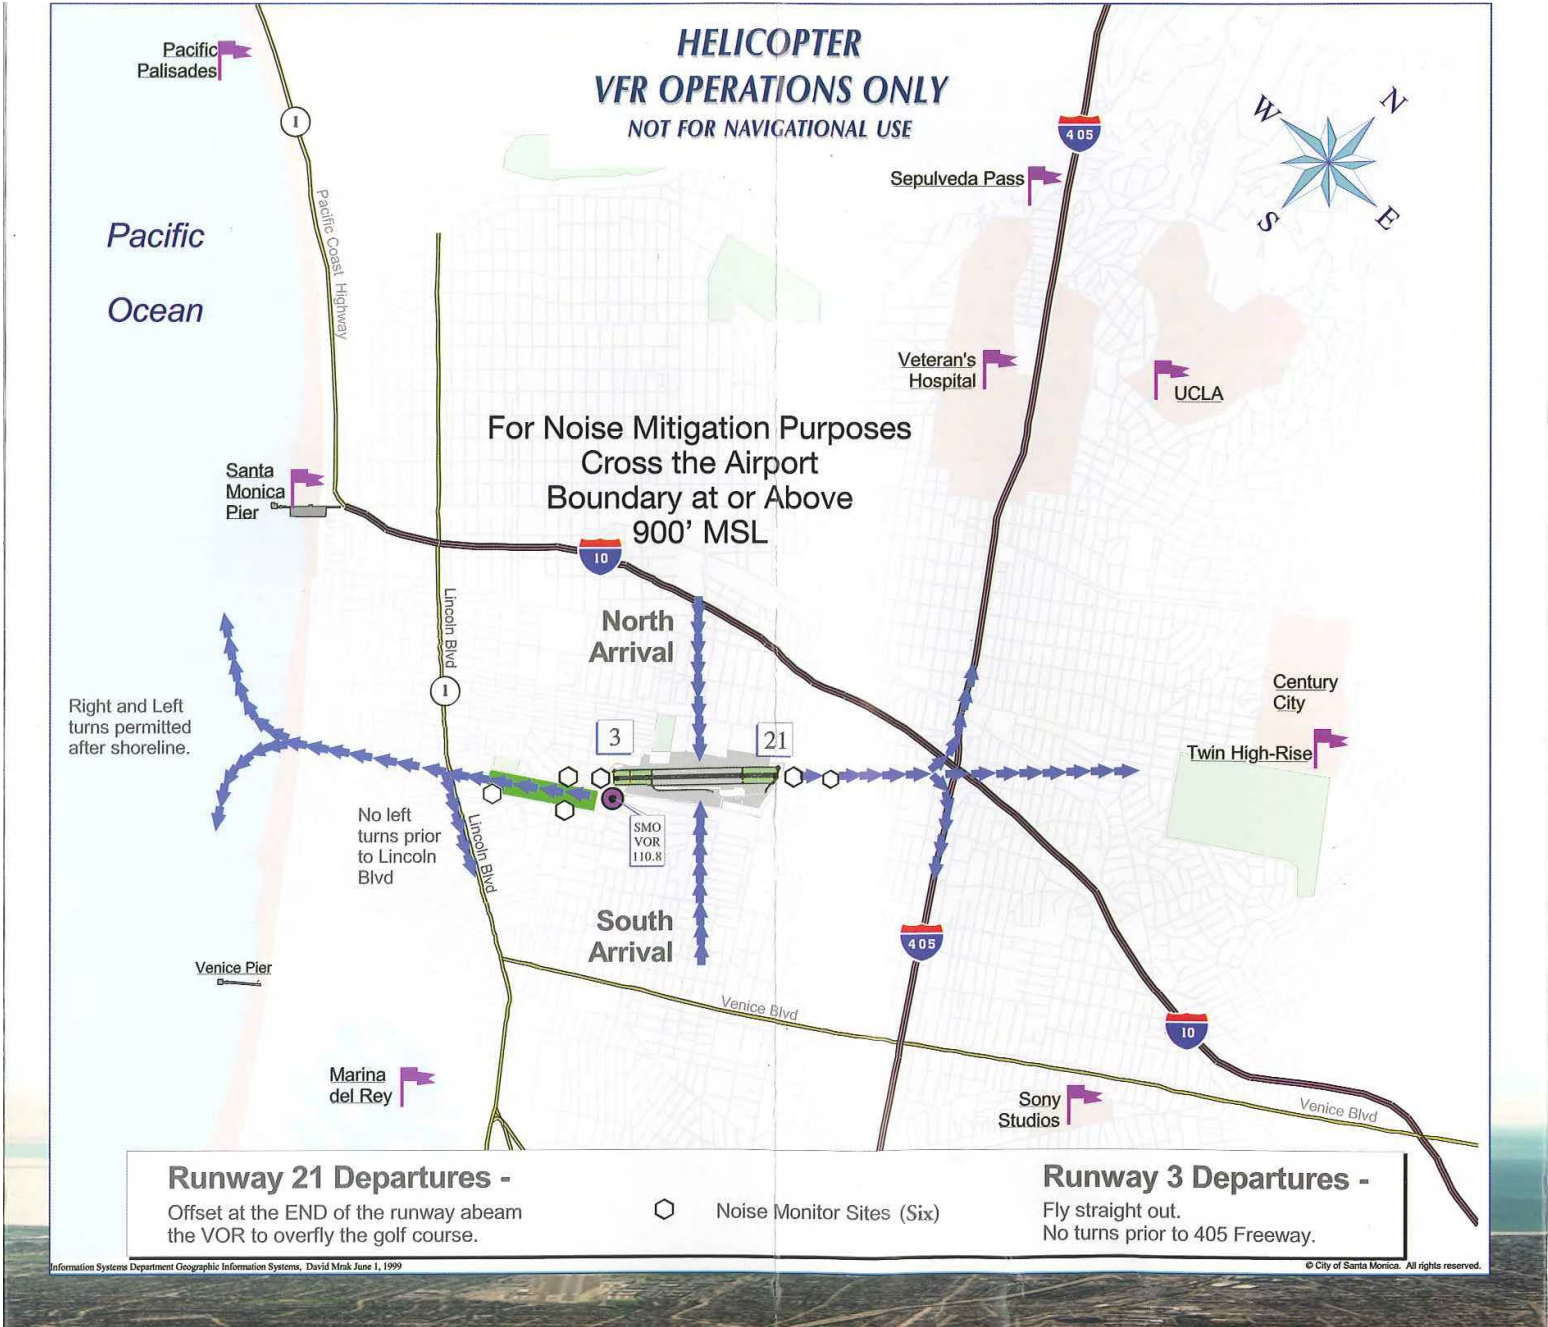 HELICOPTER
VFR OPERATIONS ONLY
NOT FOR NAVIGATIONAL USE
Pacific
Palisades
1
Pacific Coast Highway
405
W
N
S
E
Sepulveda Pass
Pacific
Ocean
Veteran's
Hospital
UCLA
For Noise Mitigation Purposes
Cross the Airport
Boundary at or Above
900' MSL
Santa
Monica
Pier
10
Lincoln Blvd
North
Arrival
1
Right and Left
turns permitted
after shoreline.
Century
City
3
21
Twin High-Rise
No left
turns prior
to Lincoln
Blvd
Lincoln Blvd
SMO
VOR
110.8
South
Arrival
405
Venice Pier
Venice Blvd
10
Marina
del Rey
Sony
Studios
Venice Blvd
Runway 21 Departures -
Offset at the END of the runway abeam
the VOR to overfly the golf course.
Noise Monitor Sites (Six)
Runway 3 Departures -
Fly straight out.
No turns prior to 405 Freeway.
Information Systems Department Geographic Information Systems, David Mrak June 1, 1999
© City of Santa Monica. All rights reserved.